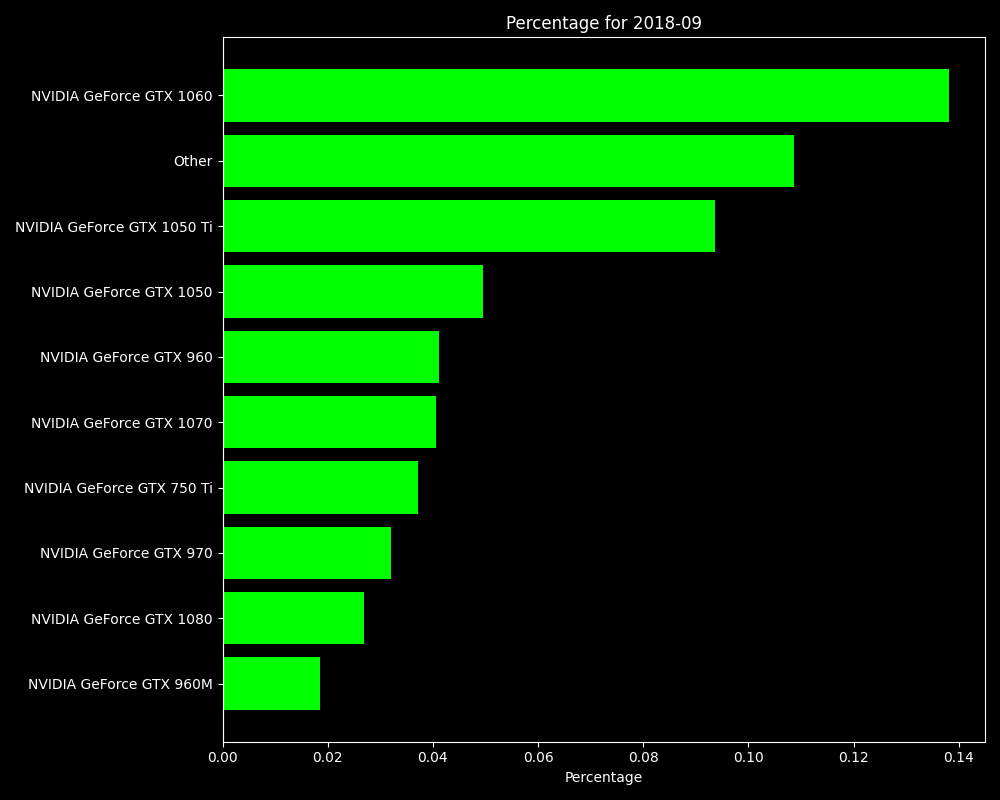 Percentage for 2018-09
NVIDIA GeForce GTX 1060
Other
NVIDIA GeForce GTX 1050 Ti
NVIDIA GeForce GTX 1050
NVIDIA GeForce GTX 960
NVIDIA GeForce GTX 1070
NVIDIA GeForce GTX 750 Ti
NVIDIA GeForce GTX 970
NVIDIA GeForce GTX 1080
NVIDIA GeForce GTX 960M
0.00 0.02 0.04 0.06 0.08 0.10 0.12 0.14
Percentage